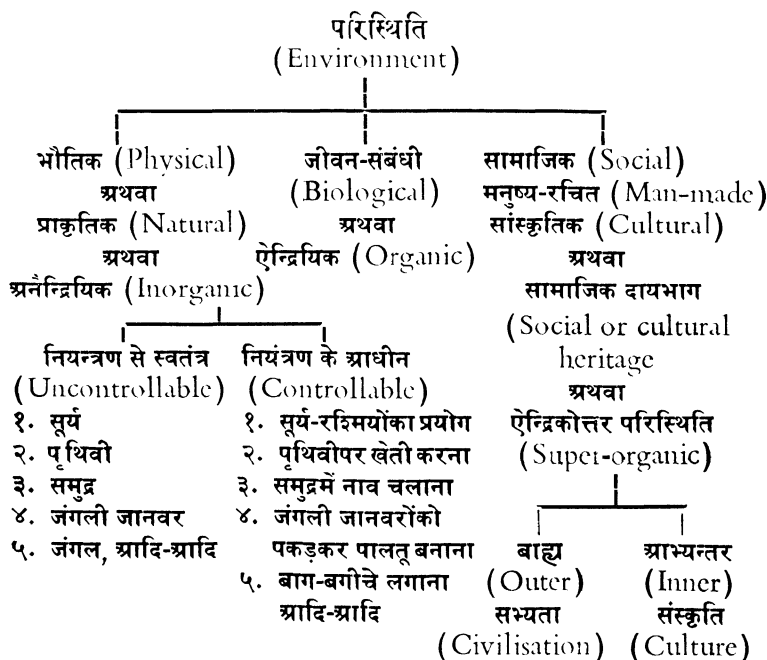 परिस्थिति
(Environment)
भौतिक (Physical)
अथवा
प्राकृतिक (Natural)
अथवा
अनैन्द्रियिक (Inorganic)
जीवन-संबंधी
(Biological)
अथवा
ऐन्द्रियिक (Organic)
सामाजिक (Social)
मनुष्य-रचित (Man-made)
सांस्कृतिक (Cultural)
अथवा
सामाजिक दायभाग
(Social or cultural
heritage
अथवा
ऐन्द्रिकोत्तर परिस्थिति
(Super-organic)
नियन्त्रण से स्वतंत्र
(Uncontrollable)
१. सूर्य
२. पृथिवी
३. समुद्र
४. जंगली जानवर
५. जंगल, आदि-आदि
नियंत्रण के आधीन
(Controllable)
१. सूर्य-रश्मियोंका प्रयोग
२. पृथिवीपर खेती करना
३. समुद्रमें नाव चलाना
४. जंगली जानवरोंको
पकड़कर पालतू बनाना
५. बाग-बगीचे लगाना
आदि-आदि
बाह्य
(Outer)
सभ्यता
(Civilisation)
आभ्यन्तर
(Inner)
संस्कृति
(Culture)